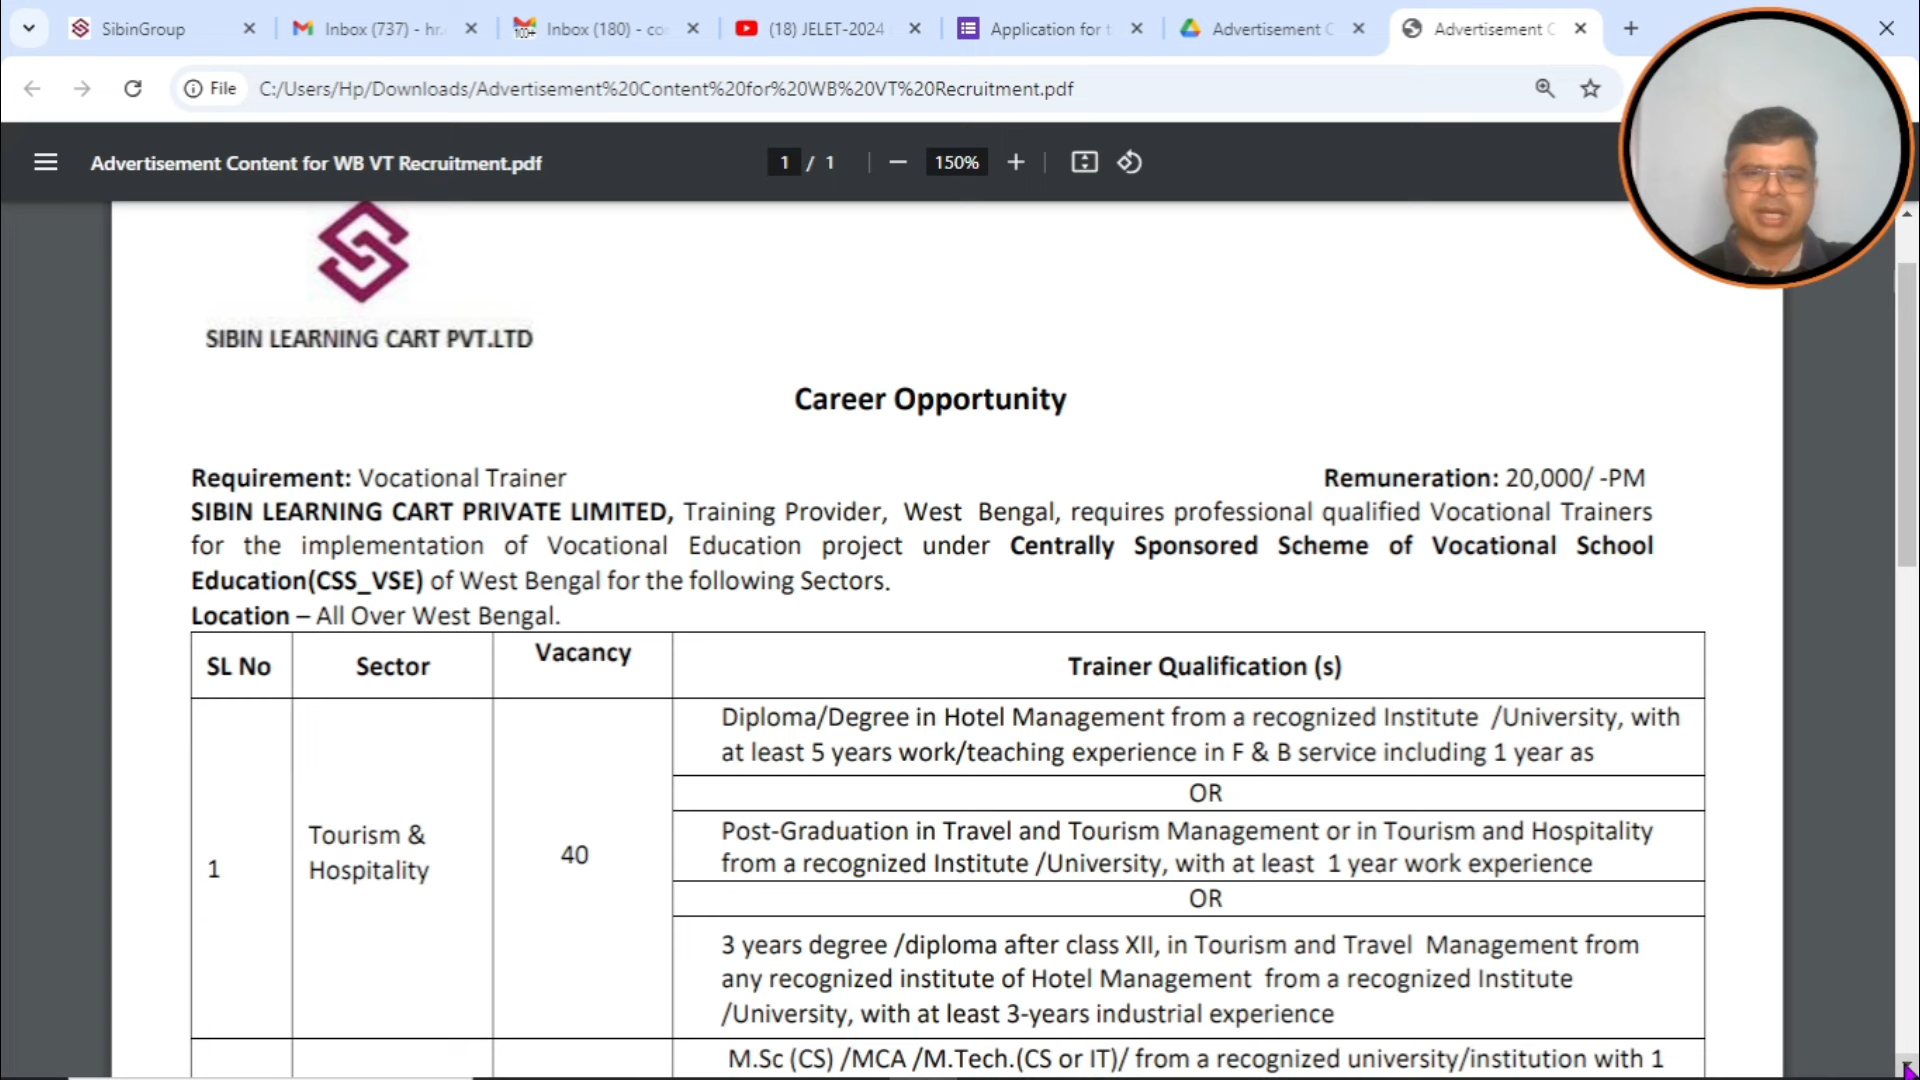 SibinGroup
Inbox (737) - hr.
Inbox (180) - co
(18) JELET-2024
Application for t
Advertisement C
Advertisement C
File
C:/Users/Hp/Downloads/Advertisement%20Content%20for%20WB%20VT%20Recruitment.pdf
Advertisement Content for WB VT Recruitment.pdf
1 / 1
150%
SIBIN LEARNING CART PVT.LTD
Career Opportunity
Requirement: Vocational Trainer
Remuneration: 20,000/ -PM
SIBIN LEARNING CART PRIVATE LIMITED, Training Provider, West Bengal, requires professional qualified Vocational Trainers
for the implementation of Vocational Education project under Centrally Sponsored Scheme of Vocational School
Education(CSS_VSE) of West Bengal for the following Sectors.
Location – All Over West Bengal.
SL No
Sector
Vacancy
Trainer Qualification (s)
1
Tourism &
Hospitality
40
Diploma/Degree in Hotel Management from a recognized Institute /University, with
at least 5 years work/teaching experience in F & B service including 1 year as
OR
Post-Graduation in Travel and Tourism Management or in Tourism and Hospitality
from a recognized Institute /University, with at least 1 year work experience
OR
3 years degree /diploma after class XII, in Tourism and Travel Management from
any recognized institute of Hotel Management from a recognized Institute
/University, with at least 3-years industrial experience
M.Sc (CS) /MCA /M.Tech.(CS or IT)/ from a recognized university/institution with 1